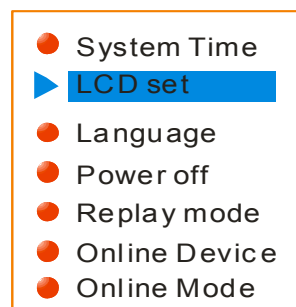 System Time
LCD set
Language
Power off
Replay mode
Online Device
Online Mode